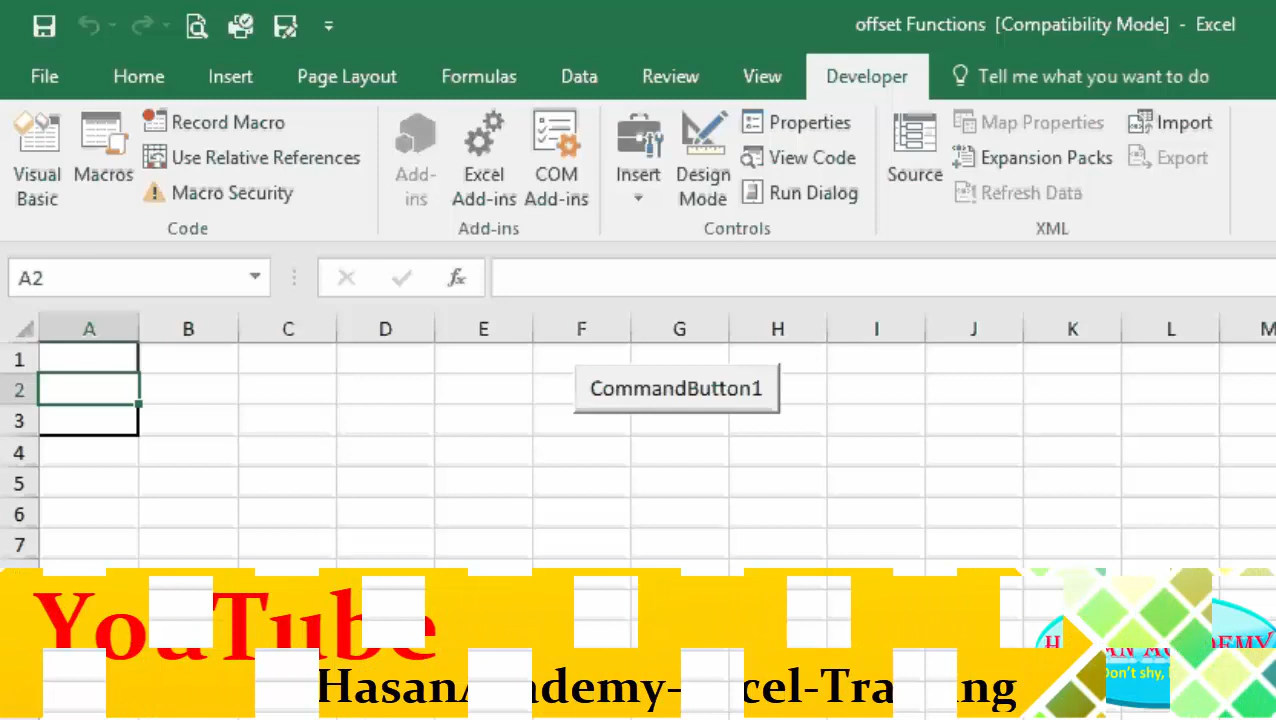 offset Functions [Compatibility Mode] - Excel
File Home Insert Page Layout Formulas Data Review View Developer Tell me what you want to do
Visual Basic
Macros
Record Macro
Use Relative References
Macro Security
Code
Add-ins
Excel Add-ins
COM Add-ins
Add-ins
Insert
Design Mode
Properties
View Code
Run Dialog
Controls
Source
Map Properties
Expansion Packs
Refresh Data
Import
Export
XML
A2
fx
A B C D E F G H I J K L M
1
2
3
4
5
6
7
CommandButton1
YouTube
Don't shy,